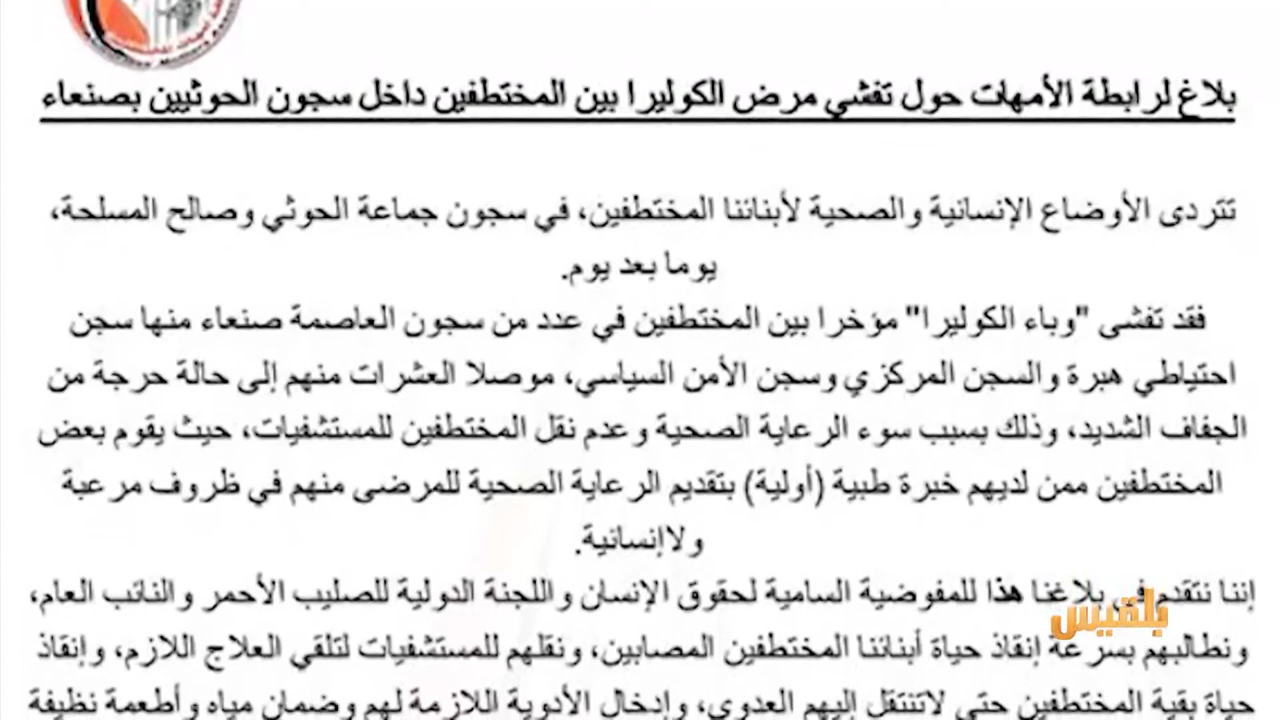 بلاغ لرابطة الأمهات حول تفشي مرض الكوليرا بين المختطفين داخل سجون الحوثيين بصنعاء
تتردى الأوضاع الإنسانية والصحية لأبنائنا المختطفين، في سجون جماعة الحوثي وصالح المسلحة،
يوما بعد يوم.
فقد تفشى "وباء الكوليرا" مؤخرا بين المختطفين في عدد من سجون العاصمة صنعاء منها سجن
احتياطي هبرة والسجن المركزي وسجن الأمن السياسي، موصلا العشرات منهم إلى حالة حرجة من
الجفاف الشديد، وذلك بسبب سوء الرعاية الصحية وعدم نقل المختطفين للمستشفيات، حيث يقوم بعض
المختطفين ممن لديهم خبرة طبية (أولية) بتقديم الرعاية الصحية للمرضى منهم في ظروف مرعبة
ولاإنسانية.
إننا نتقدم في بلاغنا هذا للمفوضية السامية لحقوق الإنسان واللجنة الدولية للصليب الأحمر والنائب العام،
بلقيس
ونطالبهم بسرعة إنقاذ حياة أبنائنا المختطفين المصابين، ونقلهم للمستشفيات لتلقي العلاج اللازم، وإنقاذ
حياة بقية المختطفين حتى لاتنتقل إليهم العدوى، وإدخال الأدوية اللازمة لهم وضمان مياه وأطعمة نظيفة